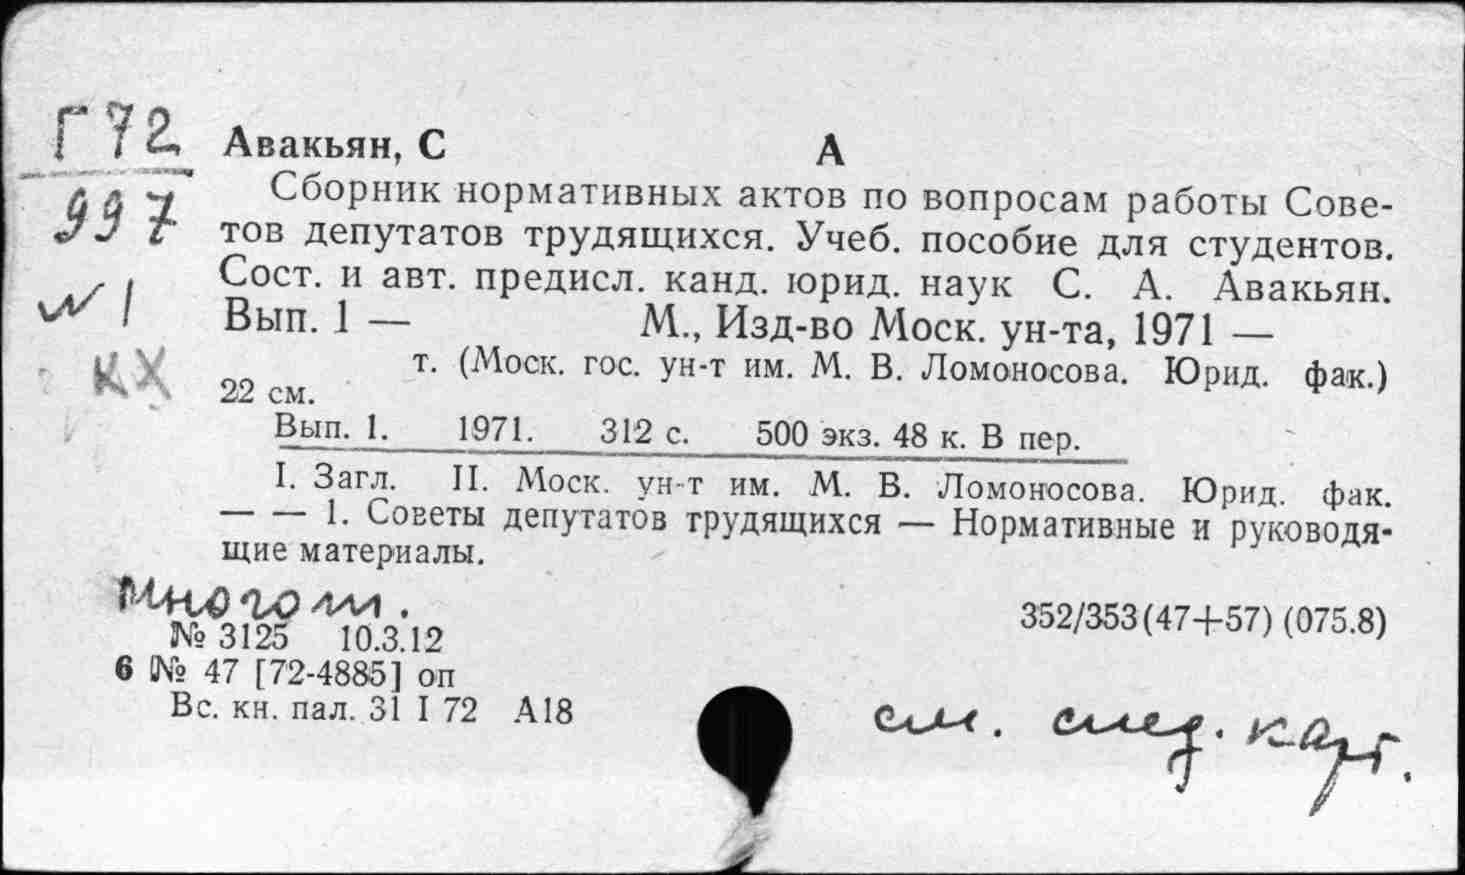 Г72
997
Авакьян, С А
Сборник нормативных актов по вопросам работы Сове-
тов депутатов трудящихся. Учеб. пособие для студентов.
Сост. и авт. предисл. канд. юрид. наук С. А. Авакьян.
Вып. 1 — М., Изд-во Моск. ун-та, 1971 —
т. (Моск. гос. ун-т им. М. В. Ломоносова. Юрид. фак.)
22 см.
Вып. 1. 1971. 312 с. 500 экз. 48 к. В пер.
I. Загл. II. Моск. ун-т им. М. В. Ломоносова. Юрид. фак.
— — 1. Советы депутатов трудящихся — Нормативные и руководя-
щие материалы.
КХ
Многотом.
352/353(47+57) (075.8)
№ 3125 10.3.12
6 № 47 [72-4885] оп
Вс. кн. пал. 31 I 72 А18
см. след. карт.